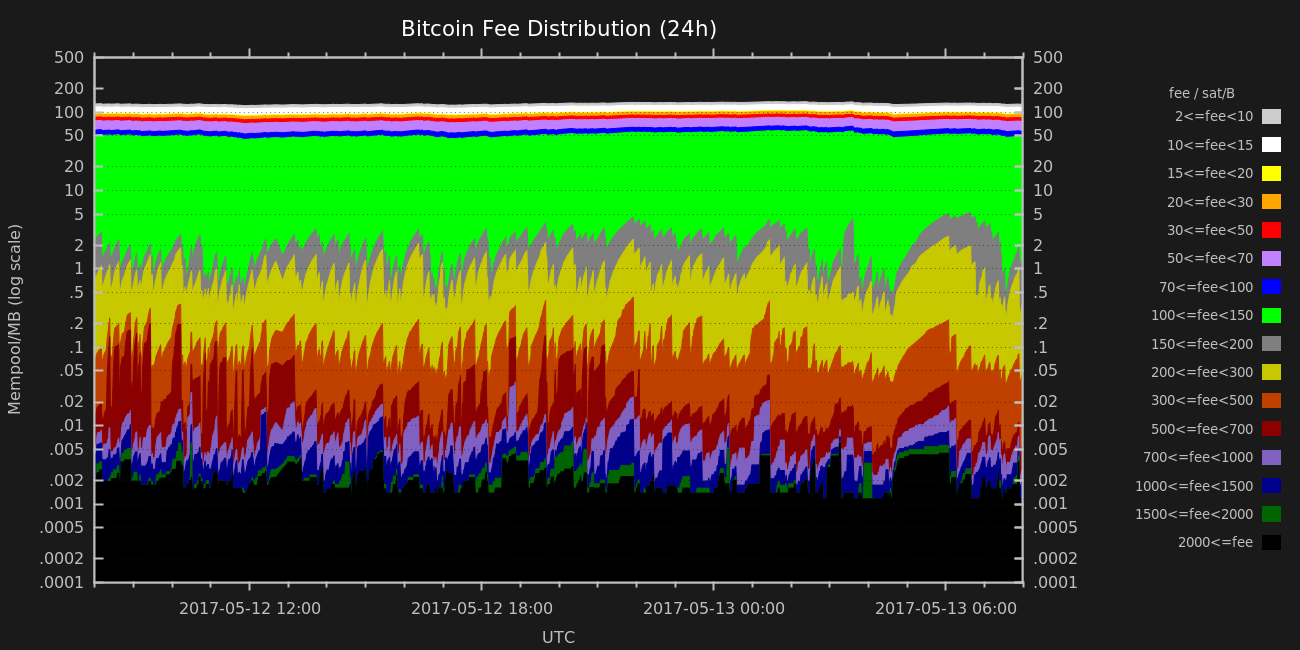 Bitcoin Fee Distribution (24h)
500
200
100
50
20
10
5
2
1
.5
.2
.1
.05
.02
.01
.005
.002
.001
.0005
.0002
.0001
Mempool/MB (log scale)
500
200
100
50
20
10
5
2
1
.5
.2
.1
.05
.02
.01
.005
.002
.001
.0005
.0002
.0001
2017-05-12 12:00
2017-05-12 18:00
2017-05-13 00:00
2017-05-13 06:00
UTC
fee / sat/B
2<=fee<10
10<=fee<15
15<=fee<20
20<=fee<30
30<=fee<50
50<=fee<70
70<=fee<100
100<=fee<150
150<=fee<200
200<=fee<300
300<=fee<500
500<=fee<700
700<=fee<1000
1000<=fee<1500
1500<=fee<2000
2000<=fee